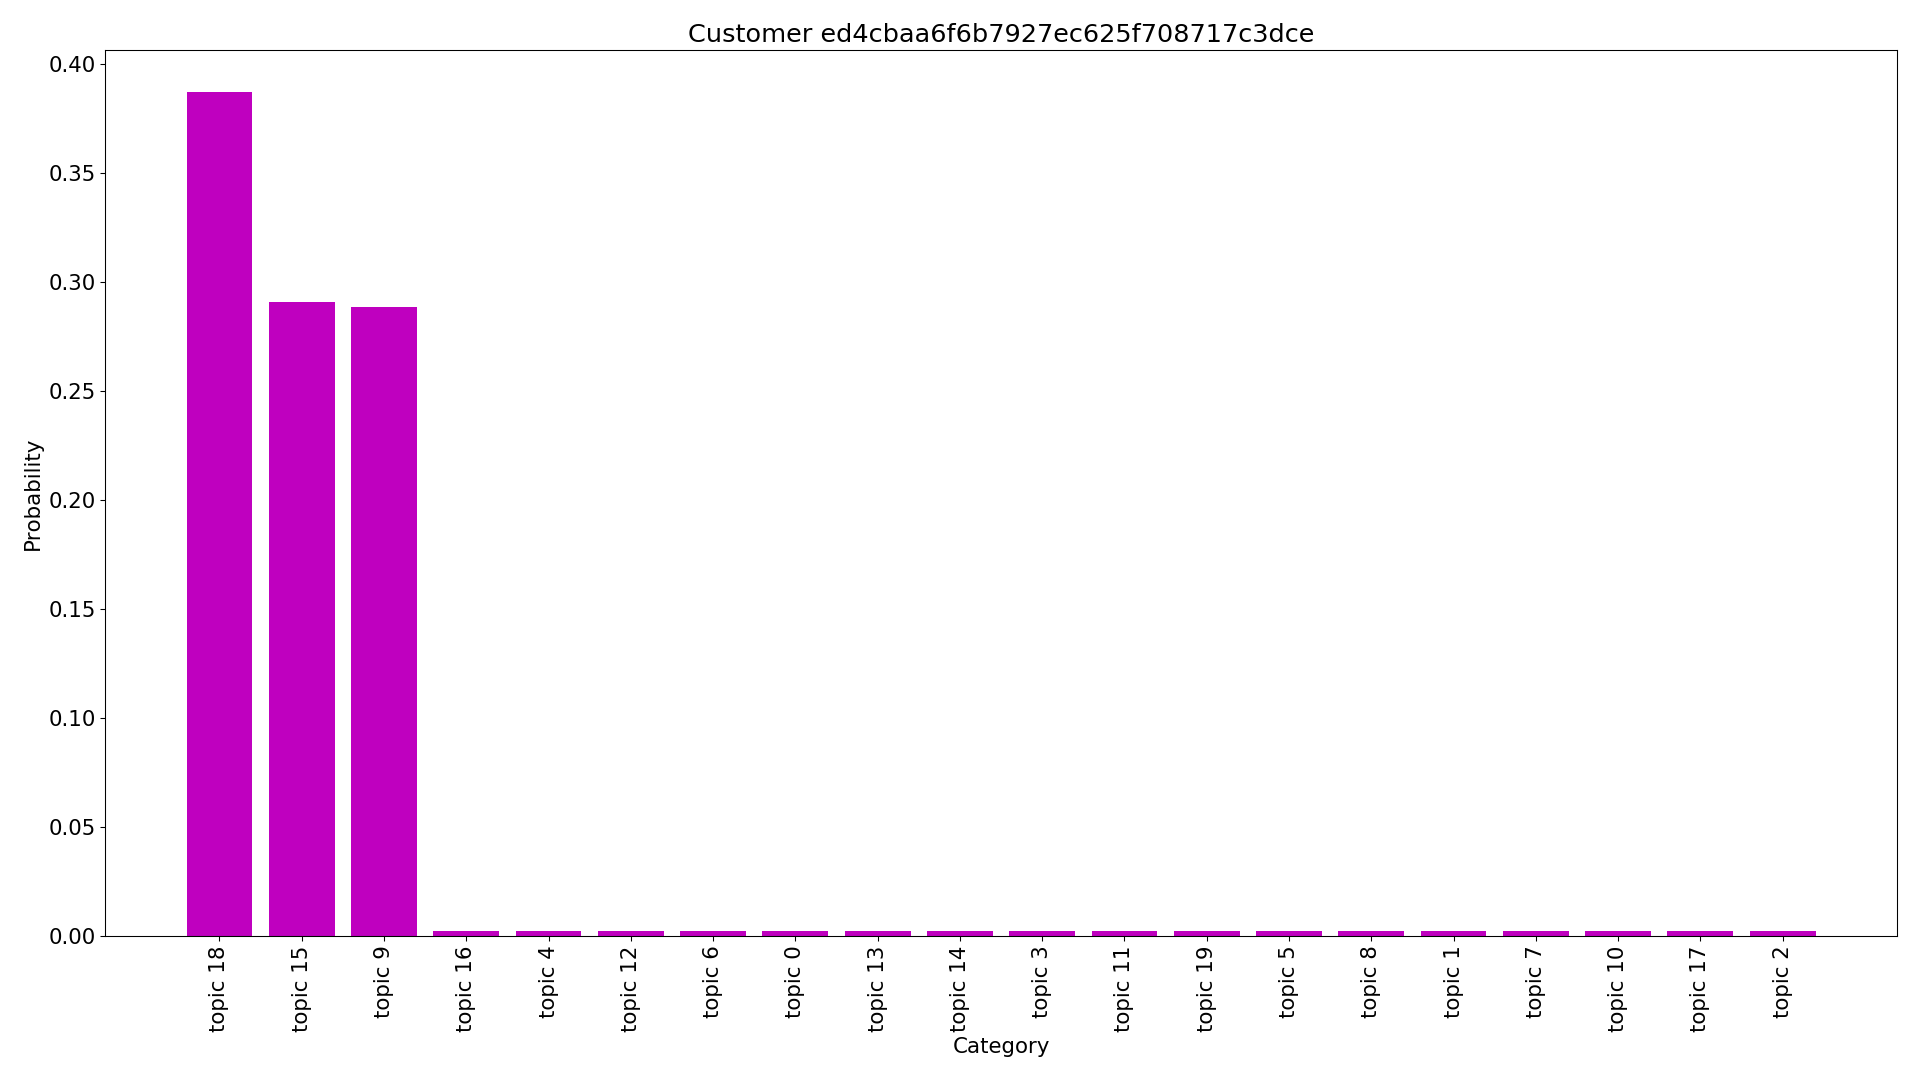 Customer ed4cbaa6f6b7927ec625f708717c3dce
Probability
0.40
0.35
0.30
0.25
0.20
0.15
0.10
0.05
0.00
topic 18
topic 15
topic 9
topic 16
topic 4
topic 12
topic 6
topic 0
topic 13
topic 14
topic 3
topic 11
topic 19
topic 5
topic 8
topic 1
topic 7
topic 10
topic 17
topic 2
Category